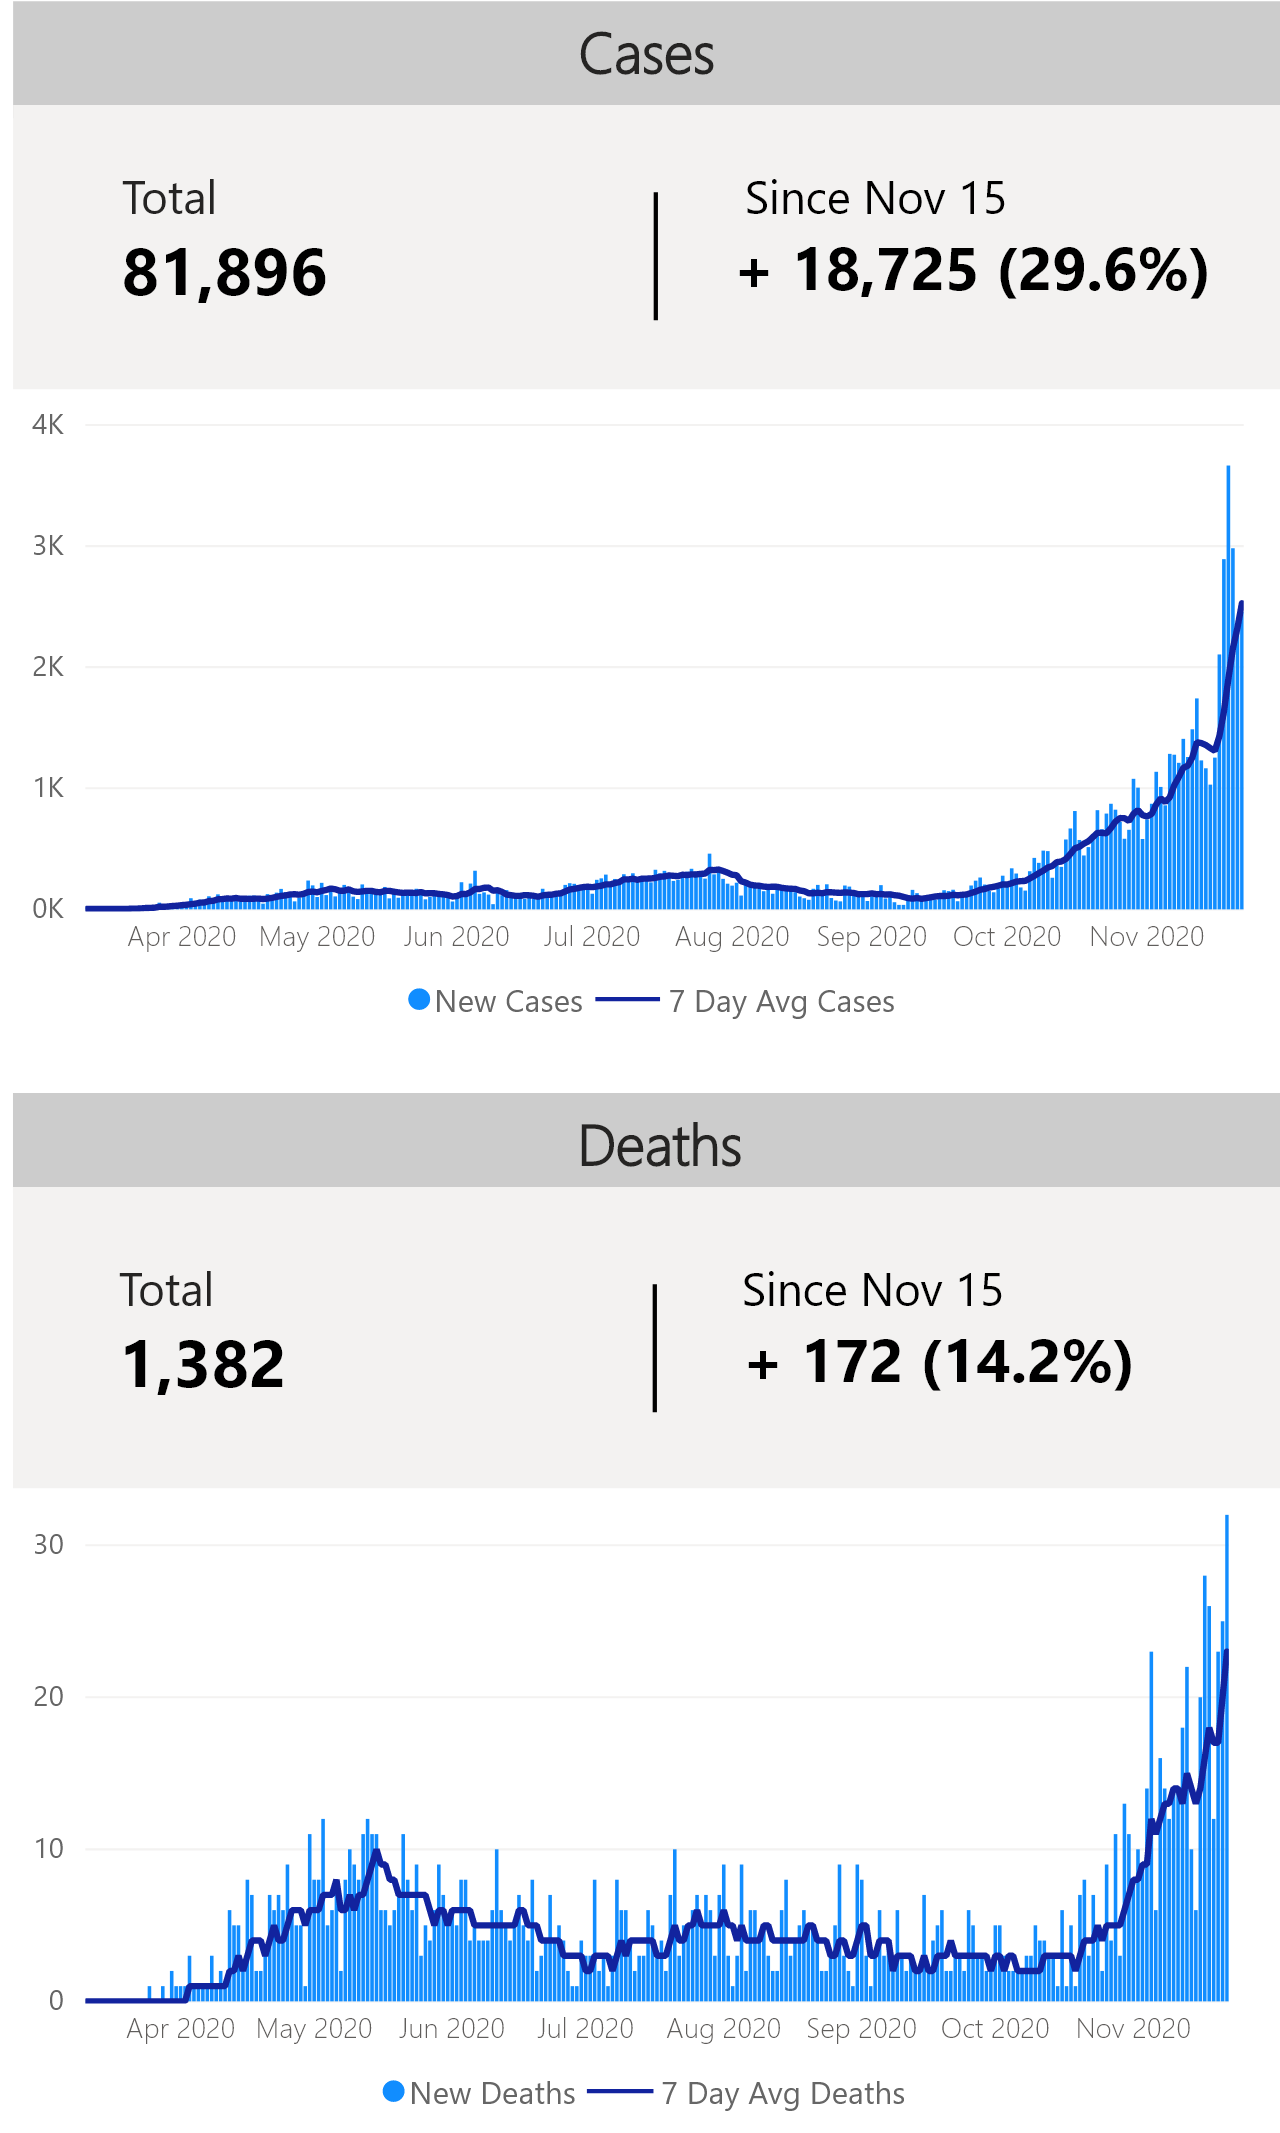 Cases
Total
Since Nov 15
81,896
+ 18,725 (29.6%)
4K
3K
2K
1K
0K
Apr 2020 May 2020 Jun 2020 Jul 2020 Aug 2020 Sep 2020 Oct 2020 Nov 2020
New Cases 7 Day Avg Cases
Deaths
Total
Since Nov 15
1,382
+ 172 (14.2%)
30
20
10
0
Apr 2020 May 2020 Jun 2020 Jul 2020 Aug 2020 Sep 2020 Oct 2020 Nov 2020
New Deaths 7 Day Avg Deaths